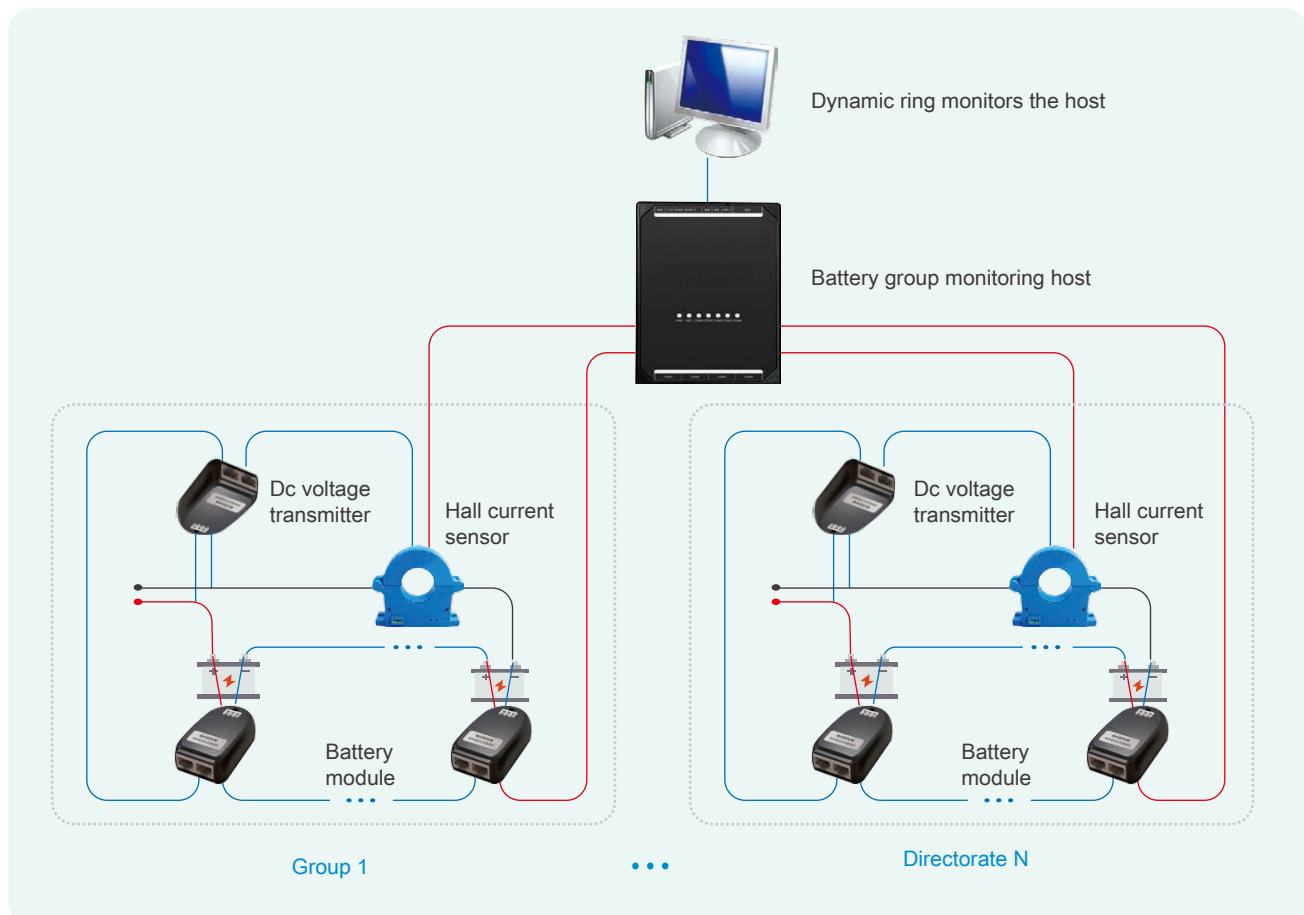 Dynamic ring monitors the host
Battery group monitoring host
Dc voltage
transmitter
Hall current
sensor
Battery
module
Dc voltage
transmitter
Hall current
sensor
Battery
module
Group 1
Directorate N